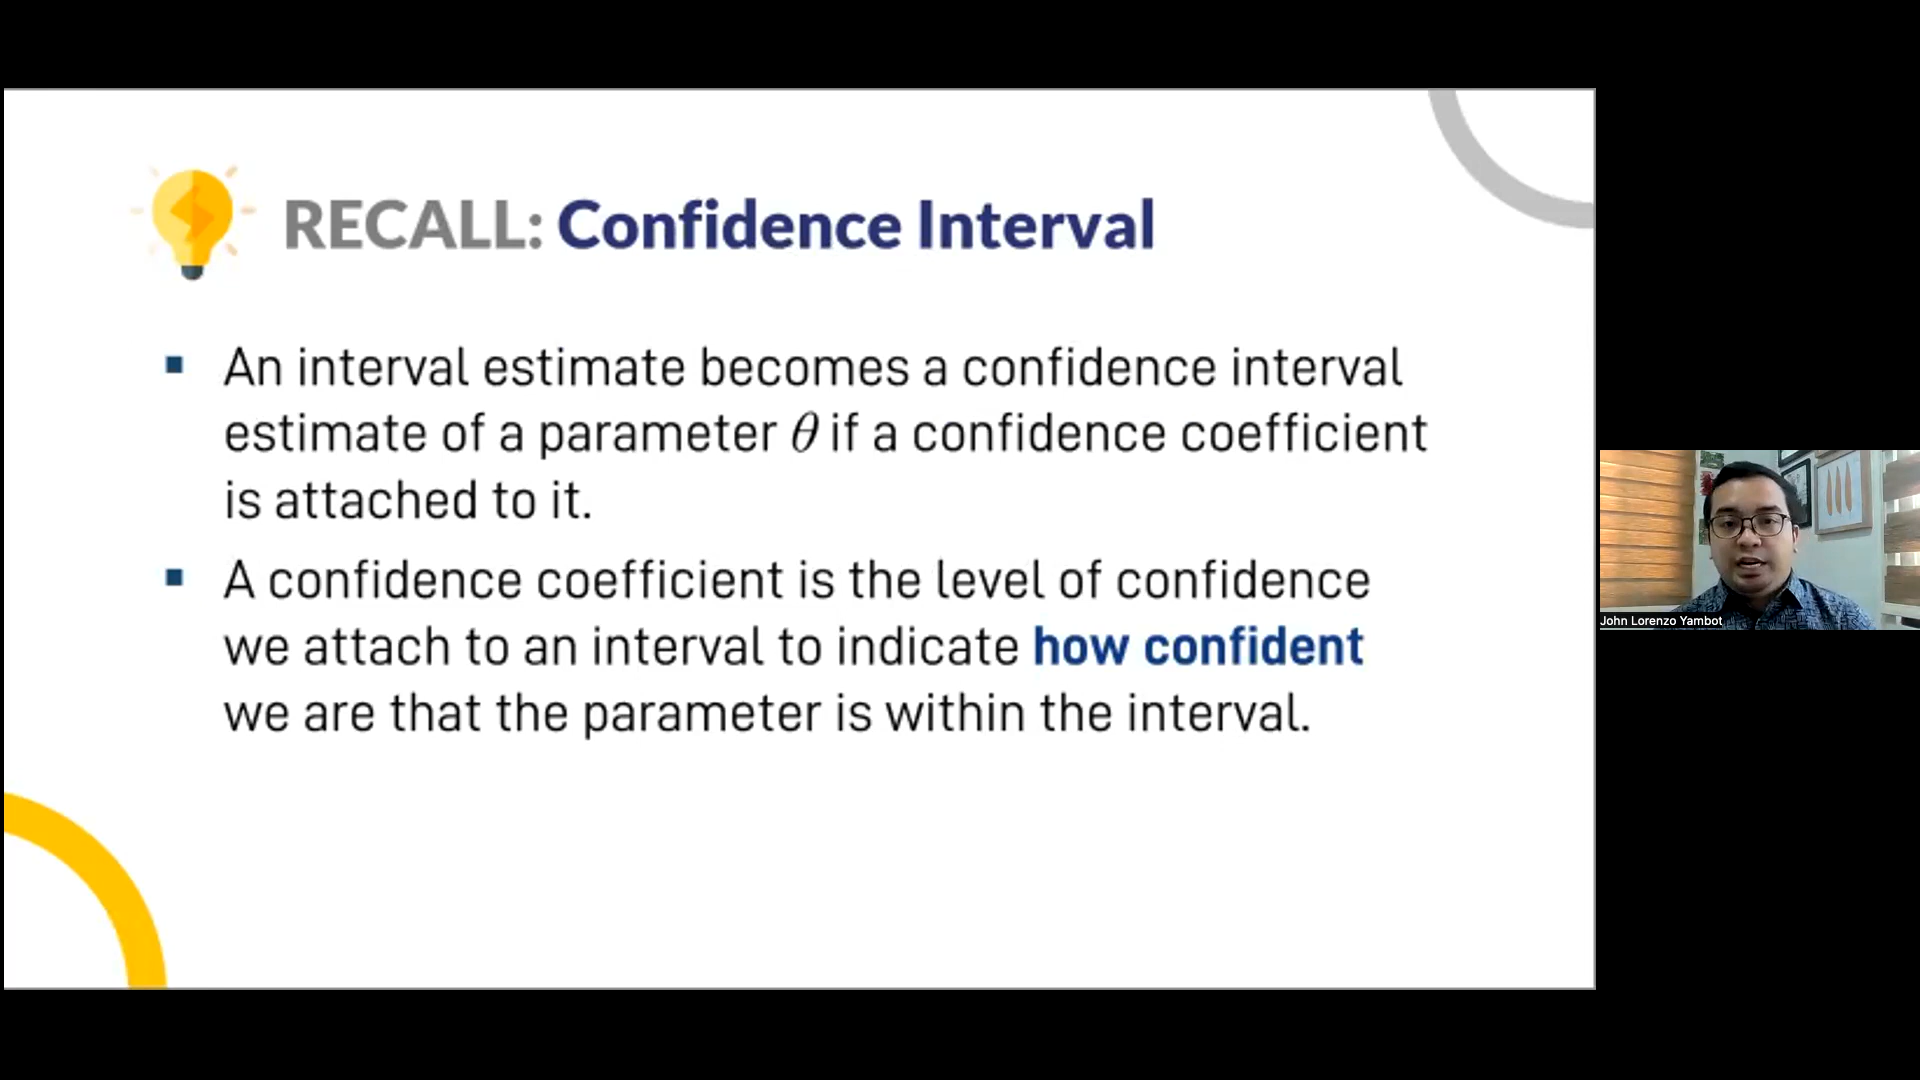 RECALL: Confidence Interval
▪ An interval estimate becomes a confidence interval
estimate of a parameter θ if a confidence coefficient
is attached to it.
▪ A confidence coefficient is the level of confidence
we attach to an interval to indicate how confident
we are that the parameter is within the interval.
John Lorenzo Yambot